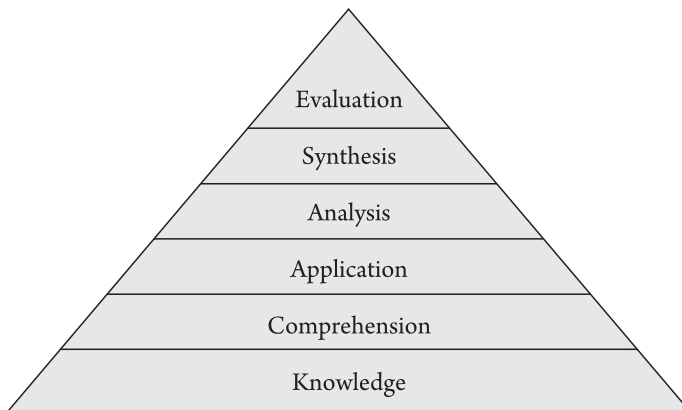 Evaluation
Synthesis
Analysis
Application
Comprehension
Knowledge